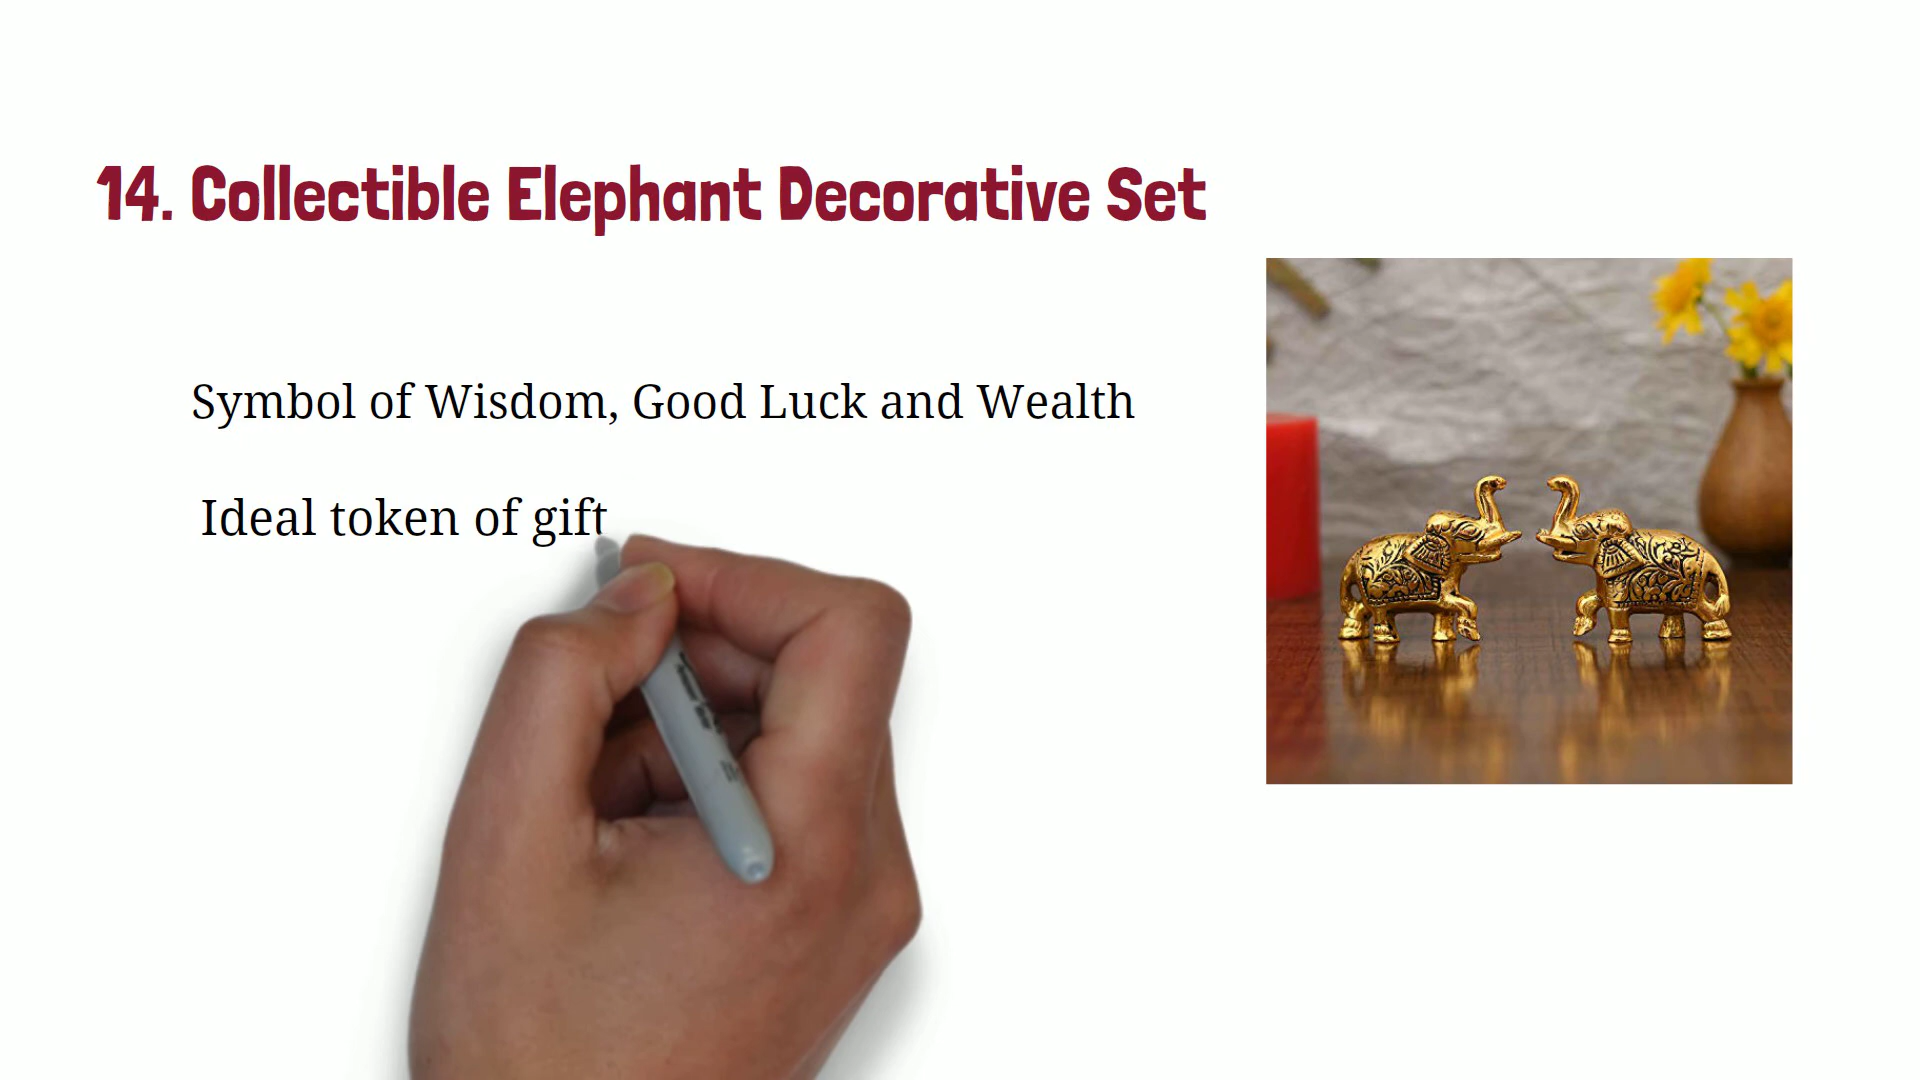 14. Collectible Elephant Decorative Set
Symbol of Wisdom, Good Luck and Wealth
Ideal token of gift